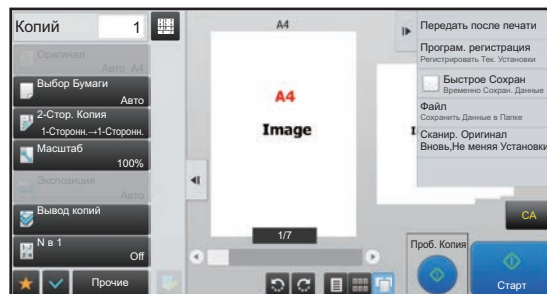 Копий 1
Оригинал
Авто A4
Выбор Бумаги
Авто
2-Стор. Копия
1-Сторонн.→1-Сторонн.
Масштаб
100%
Экспозиция
Авто
Вывод копий
N в 1
Off
Прочие
A4
A4
Image
1/7
Передать после печати
Програм. регистрация
Регистрировать Тек. Установки
Быстрое Сохран
Временно Сохран. Данные
Файл
Сохранить Данные в Папке
Сканир. Оригинал
Вновь,Не меняя Установки
CA
Проб. Копия
Старт